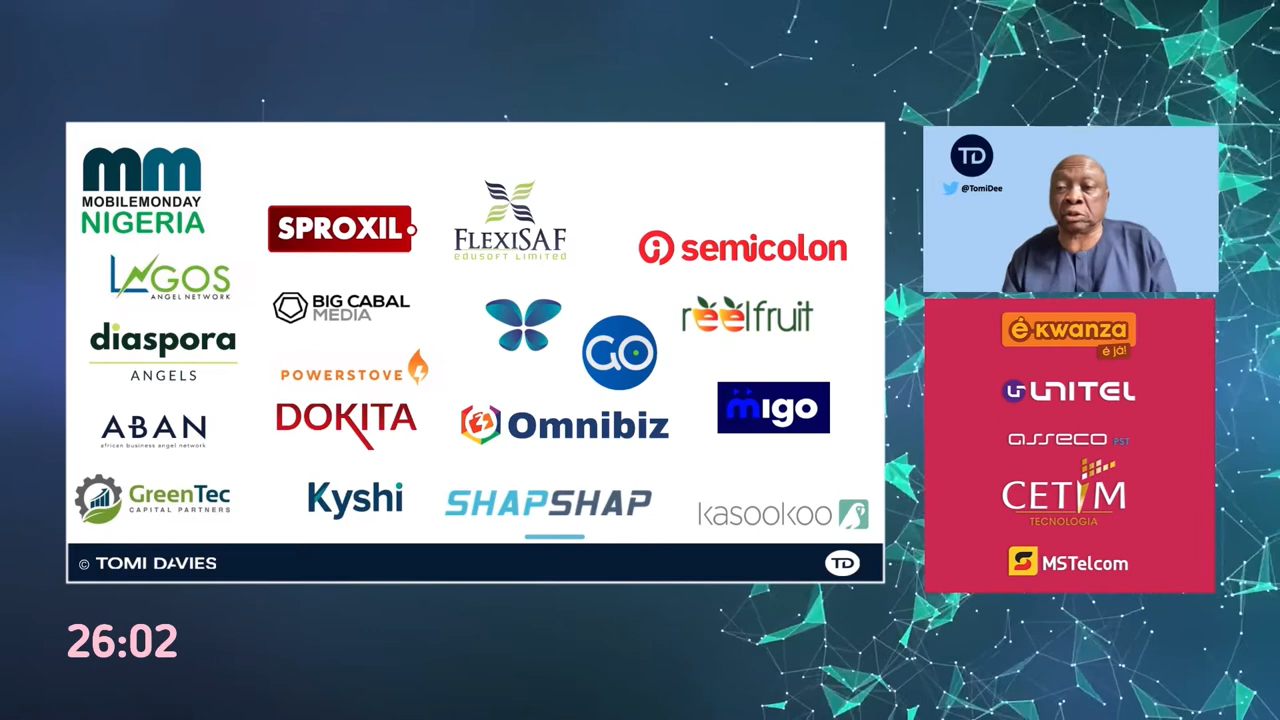 mm
MOBILEMONDAY
NIGERIA
LAGOS
ANGEL NETWORK
diaspora
ANGELS
ABAN
african business angel network
GreenTec
CAPITAL PARTNERS
SPROXIL
BIG CABAL
MEDIA
POWERSTOVE
DOKITA
Kyshi
FLEXISAF
EDUSOFT LIMITED
GO
Omnibiz
SHAPSHAP
semicolon
reelfruit
migo
kasookoo
© TOMI DAVIES
TD
TD
@TomiDee
é-kwanza
é já!
UNITEL
asseco PST
CETIM
TECNOLOGIA
MSTelcom
26:02